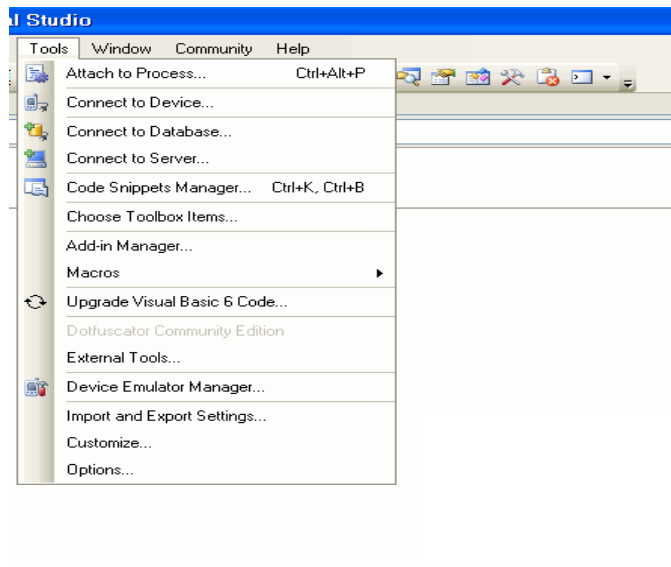 l Studio
Tools Window Community Help
Attach to Process... Ctrl+Alt+P
Connect to Device...
Connect to Database...
Connect to Server...
Code Snippets Manager... Ctrl+K, Ctrl+B
Choose Toolbox Items...
Add-in Manager...
Macros
Upgrade Visual Basic 6 Code...
Dotfuscator Community Edition
External Tools...
Device Emulator Manager...
Import and Export Settings...
Customize...
Options...